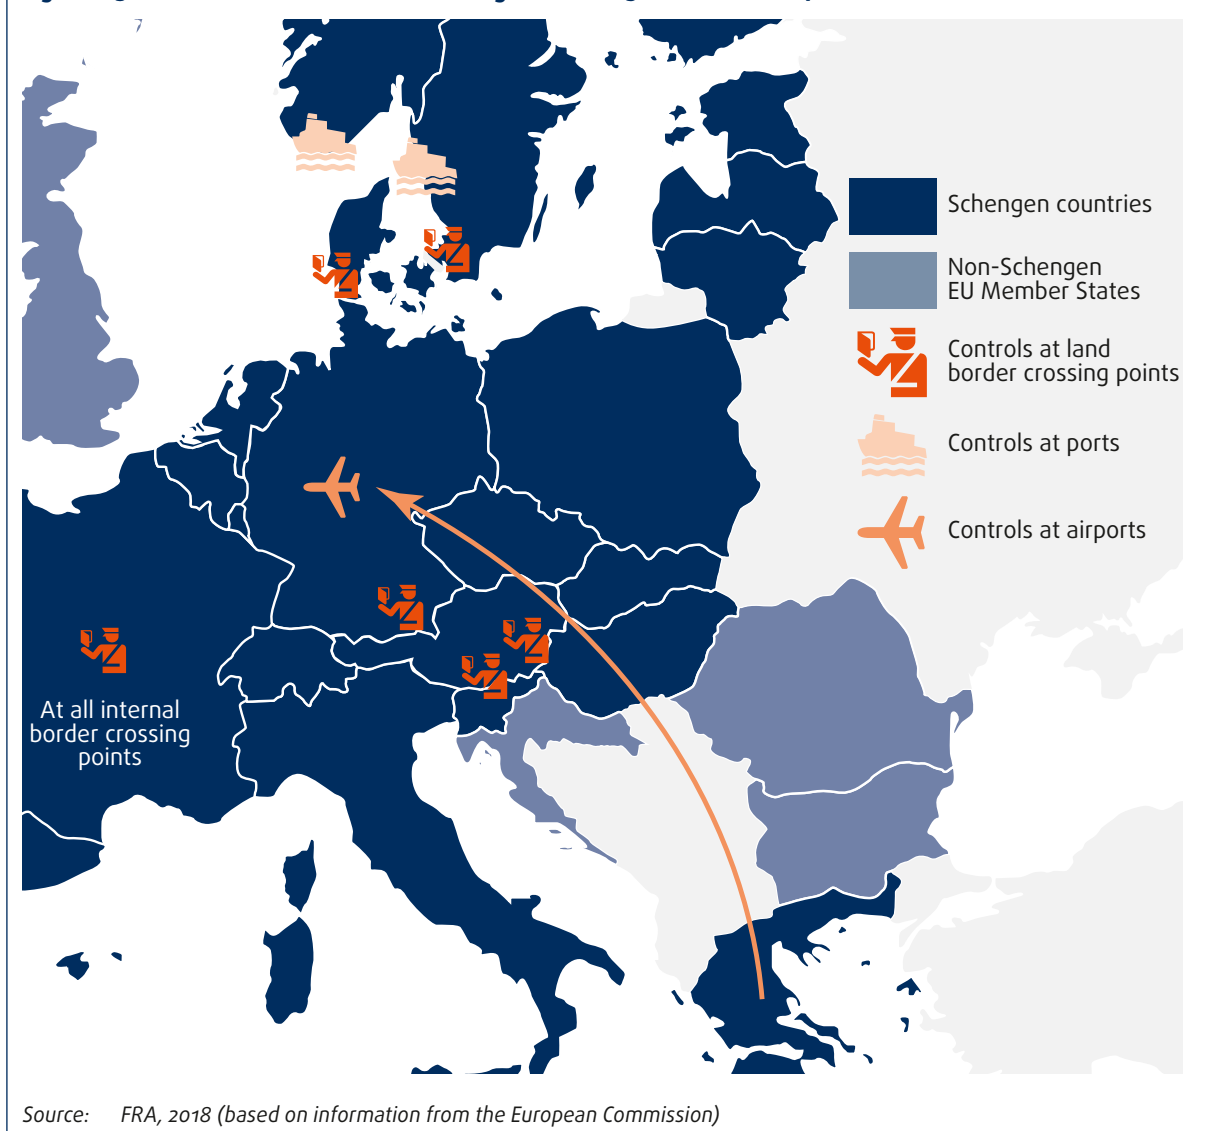 Schengen countries
Non-Schengen
EU Member States
Controls at land
border crossing points
Controls at ports
Controls at airports
At all internal
border crossing
points
Source: FRA, 2018 (based on information from the European Commission)